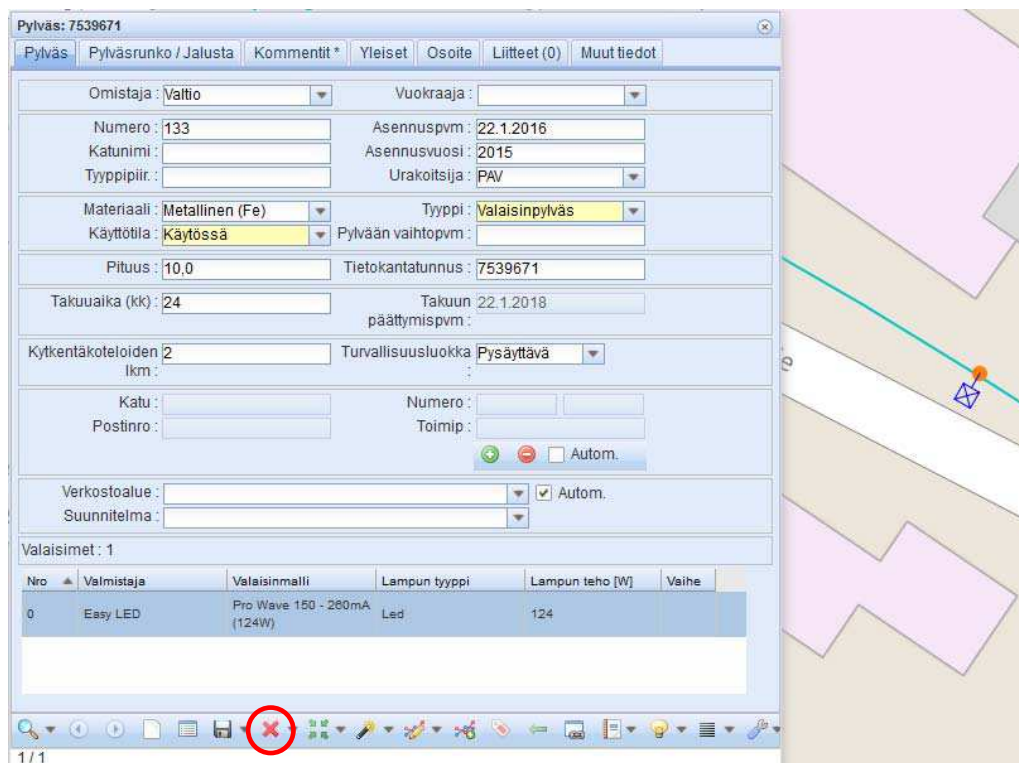 Pylväs: 7539671
Pylväs Pylväsrunko / Jalusta Kommentit * Yleiset Osoite Liitteet (0) Muut tiedot
Omistaja : Valtio Vuokraaja :
Numero : 133 Asennuspvm : 22.1.2016
Katunimi : Asennusvuosi : 2015
Tyyppipiir. : Urakoitsija : PAV
Materiaali : Metallinen (Fe) Tyyppi : Valaisinpylväs
Käyttötila : Käytössä Pylvään vaihtopvm :
Pituus : 10,0 Tietokantatunnus : 7539671
Takuuaika (kk) : 24 Takuun 22.1.2018
päättymispvm :
Kytkentäkoteloiden 2 Turvallisuusluokka Pysäyttävä
lkm : :
Katu : Numero :
Postinro : Toimip :
Autom.
Verkostoalue : Autom.
Suunnitelma :
Valaisimet : 1
Nro Valmistaja Valaisinmalli Lampun tyyppi Lampun teho [W] Vaihe
0 Easy LED Pro Wave 150 - 260mA Led 124
(124W)
1 / 1